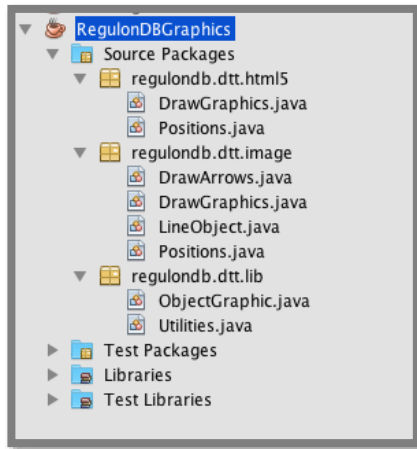 RegulonDBGraphics
Source Packages
regulondb.dtt.html5
DrawGraphics.java
Positions.java
regulondb.dtt.image
DrawArrows.java
DrawGraphics.java
LineObject.java
Positions.java
regulondb.dtt.lib
ObjectGraphic.java
Utilities.java
Test Packages
Libraries
Test Libraries